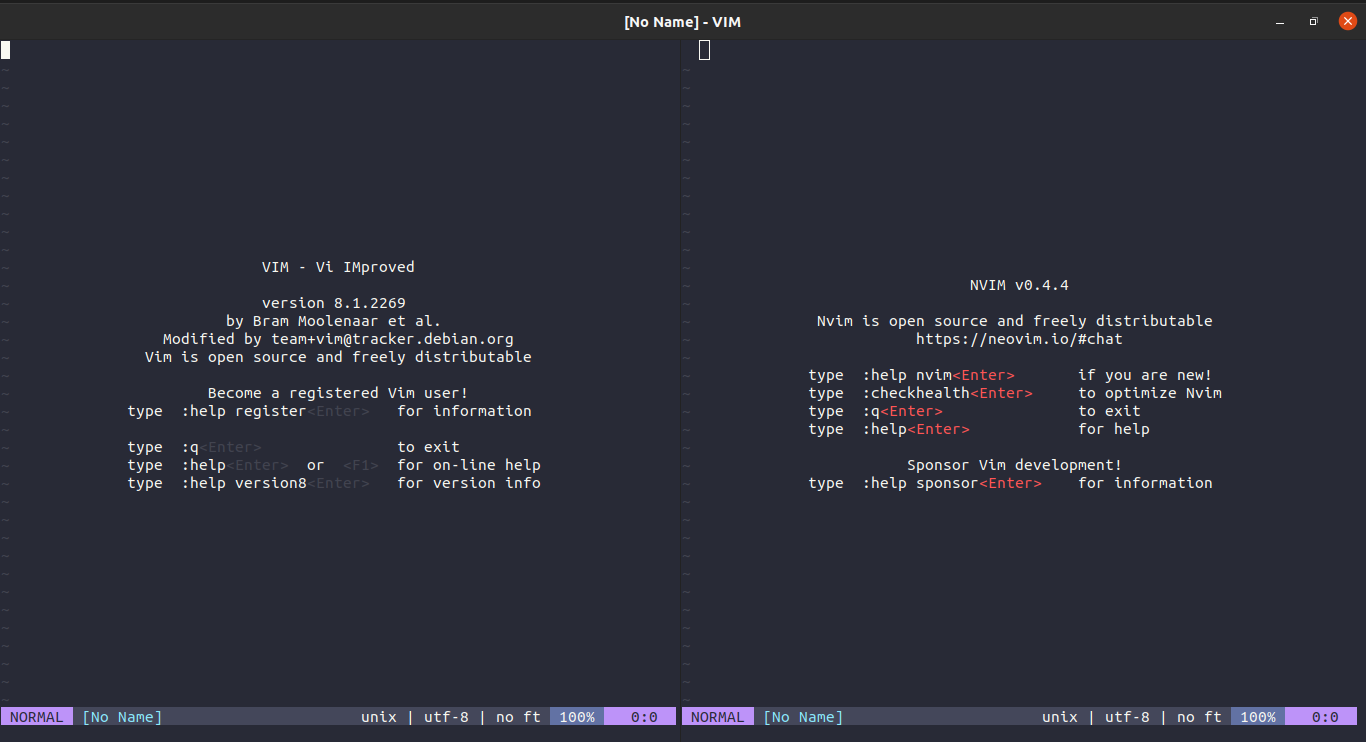 [No Name] - VIM
VIM - Vi IMproved
version 8.1.2269
by Bram Moolenaar et al.
Modified by team+vim@tracker.debian.org
Vim is open source and freely distributable
Become a registered Vim user!
type  :help register<Enter>   for information
type  :q<Enter>               to exit
type  :help<Enter>  or  <F1>  for on-line help
type  :help version8<Enter>   for version info
NORMAL  [No Name]  unix | utf-8 | no ft  100%  0:0
NVIM v0.4.4
Nvim is open source and freely distributable
https://neovim.io/#chat
type  :help nvim<Enter>       if you are new!
type  :checkhealth<Enter>     to optimize Nvim
type  :q<Enter>               to exit
type  :help<Enter>            for help
Sponsor Vim development!
type  :help sponsor<Enter>    for information
NORMAL  [No Name]  unix | utf-8 | no ft  100%  0:0